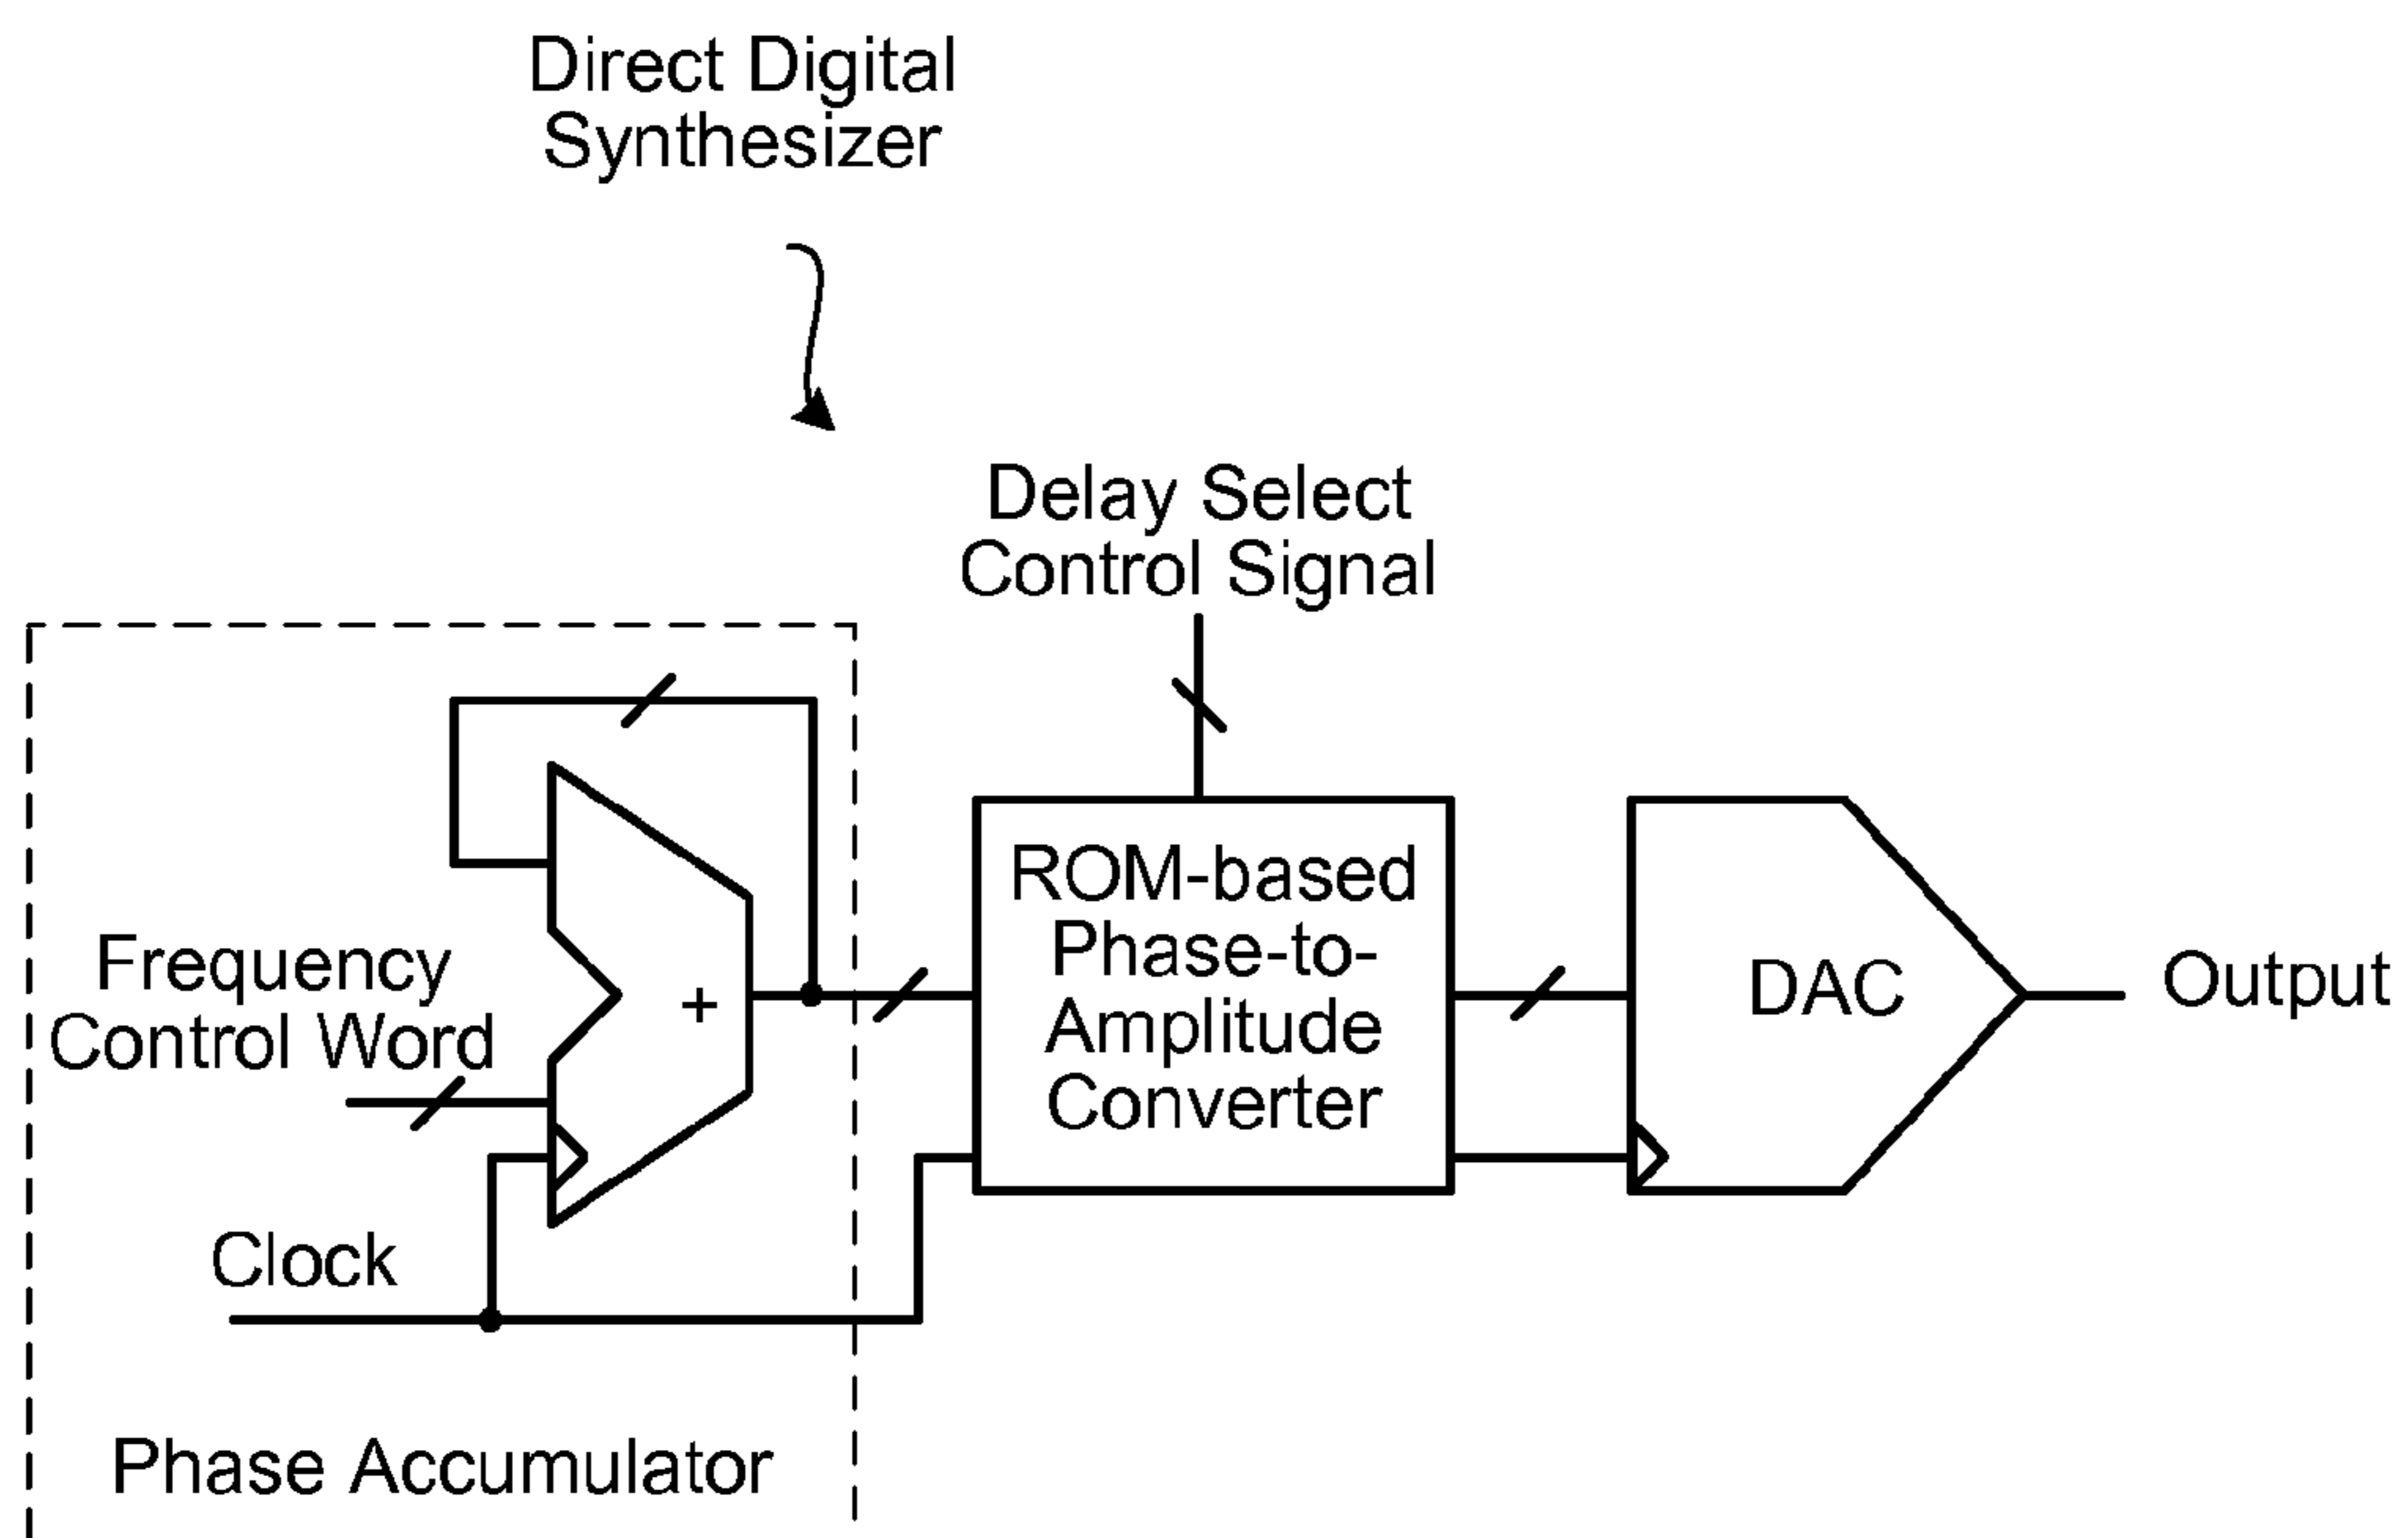 Direct Digital
Synthesizer
Delay Select
Control Signal
Frequency
Control Word
+
Clock
Phase Accumulator
ROM-based
Phase-to-
Amplitude
Converter
DAC
Output